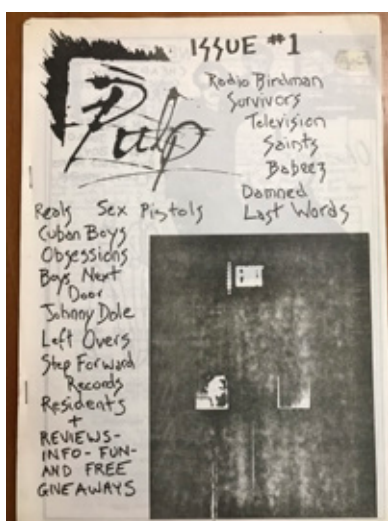 ISSUE #1
Pulp
Radio Birdman
Survivors
Television
Saints
Babeez
Damned
Last Words
Reals Sex Pistols
Cuban Boys
Obsessions
Boys Next
Door
Johnny Dole
Left Overs
Step Forward
Records
Residents
+
REVIEWS-
INFO-FUN-
AND FREE
GIVEAWAYS